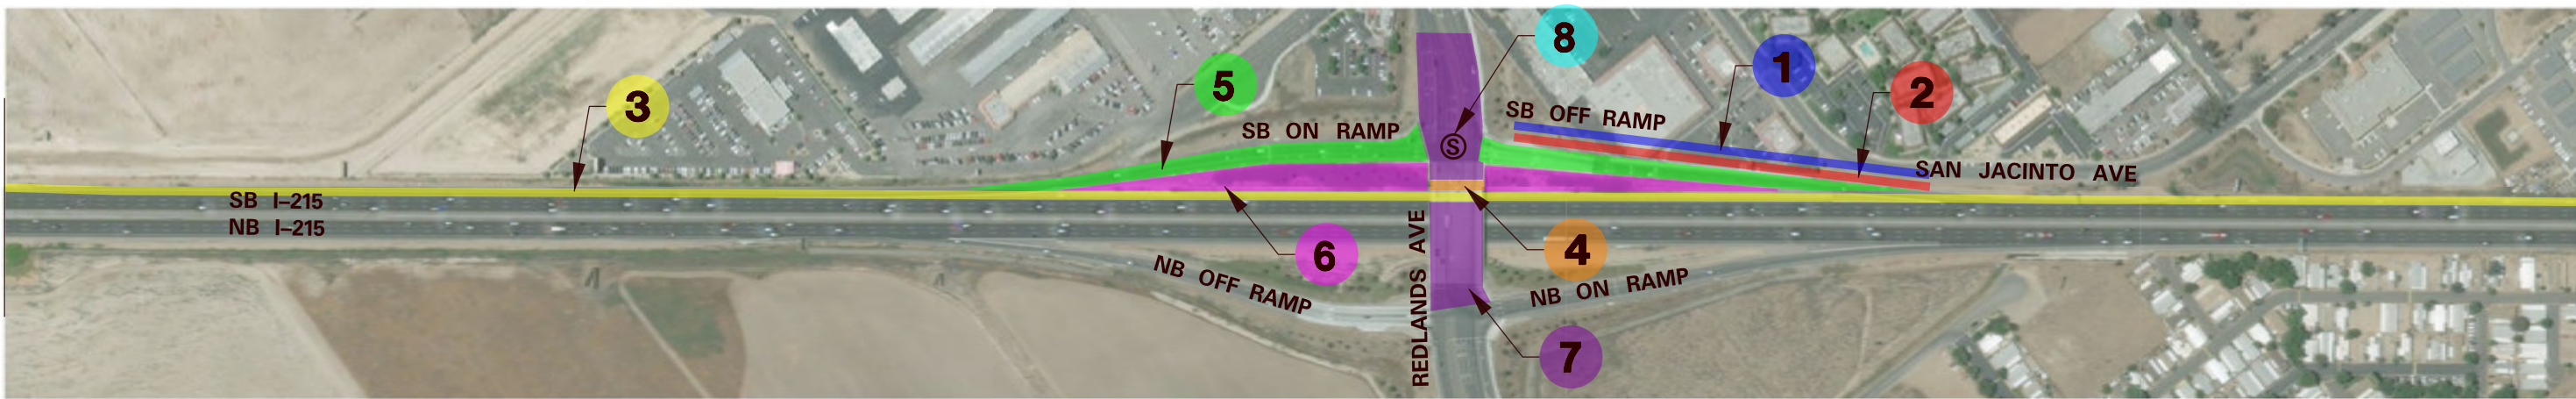 8
1
2
3
5
SB OFF RAMP
SB ON RAMP
S
SAN JACINTO AVE
SB I-215
NB I-215
REDLANDS AVE
6
4
NB OFF RAMP
NB ON RAMP
7